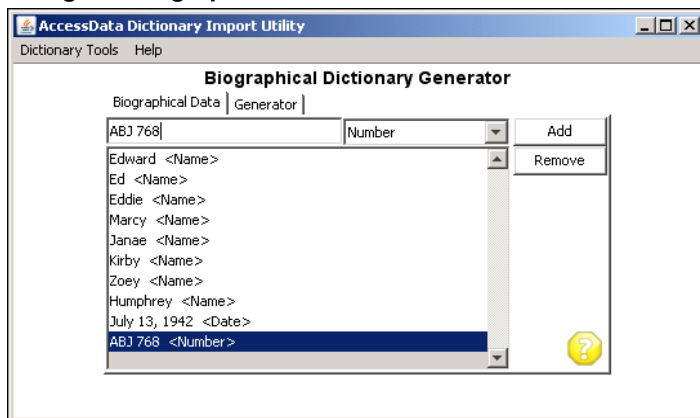 AccessData Dictionary Import Utility
Dictionary Tools Help
Biographical Dictionary Generator
Biographical Data Generator
ABJ 768 Number Add
Edward <Name> Remove
Ed <Name>
Eddie <Name>
Marcy <Name>
Janae <Name>
Kirby <Name>
Zoey <Name>
Humphrey <Name>
July 13, 1942 <Date>
ABJ 768 <Number>
?